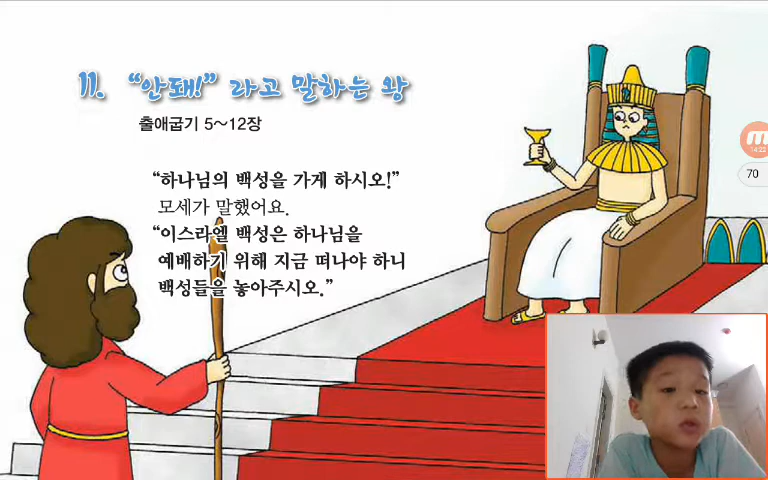 11. “안돼!” 라고 말하는 왕
출애굽기 5~12장
“하나님의 백성을 가게 하시오!”
모세가 말했어요.
“이스라엘 백성은 하나님을
예배하기 위해 지금 떠나야 하니
백성들을 놓아주시오.”
14:22
70